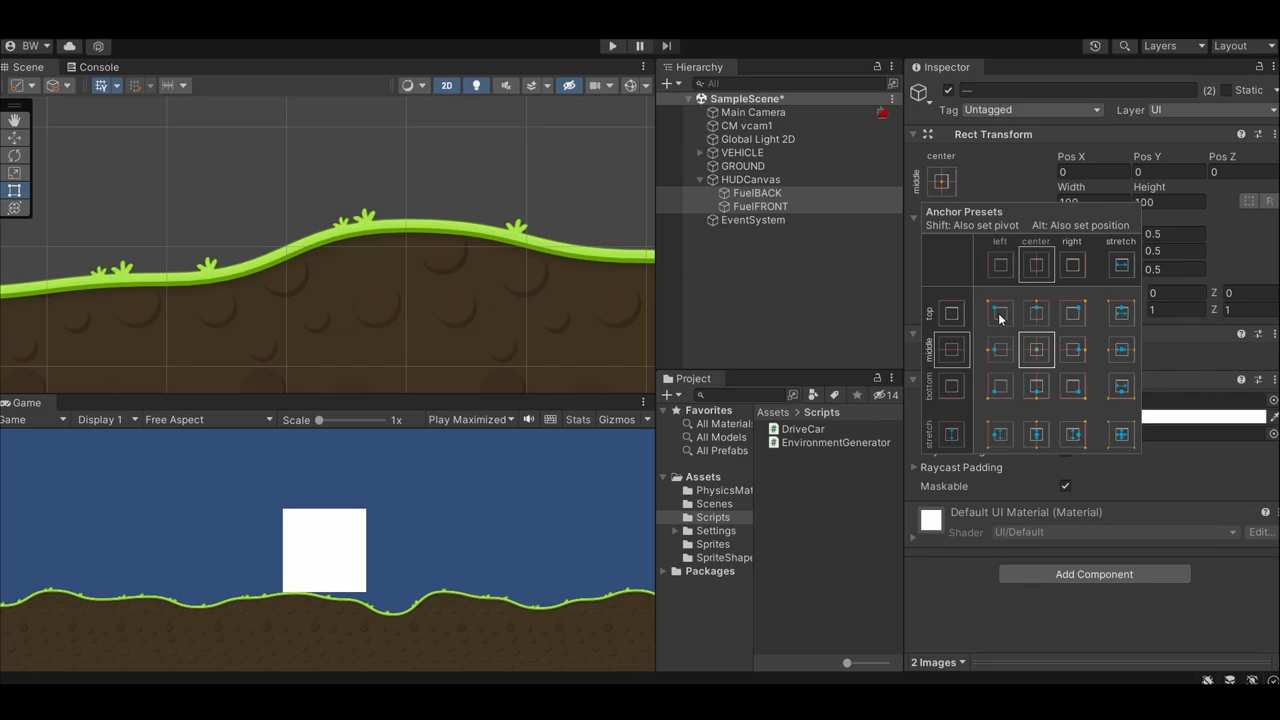 BW
Layers
Layout
Scene
Console
2D
Hierarchy
All
SampleScene*
Main Camera
CM vcam1
Global Light 2D
VEHICLE
GROUND
HUDCanvas
FuelBACK
FuelFRONT
EventSystem
Inspector
—
(2)
Static
Tag
Untagged
Layer
UI
Rect Transform
center
middle
Pos X
Pos Y
Pos Z
0
0
0
Width
Height
100
100
R
Anchor Presets
Shift: Also set pivot
Alt: Also set position
left
center
right
stretch
top
middle
bottom
stretch
0.5
0.5
0.5
0
Z
0
1
Z
1
Raycast Padding
Maskable
Default UI Material (Material)
Shader
UI/Default
Edit...
Add Component
2 Images
Game
Game
Display 1
Free Aspect
Scale
1x
Play Maximized
Stats
Gizmos
Project
14
Favorites
All Material
All Models
All Prefabs
Assets
PhysicsMat
Scenes
Scripts
Settings
Sprites
SpriteShape
Packages
Assets
Scripts
DriveCar
EnvironmentGenerator